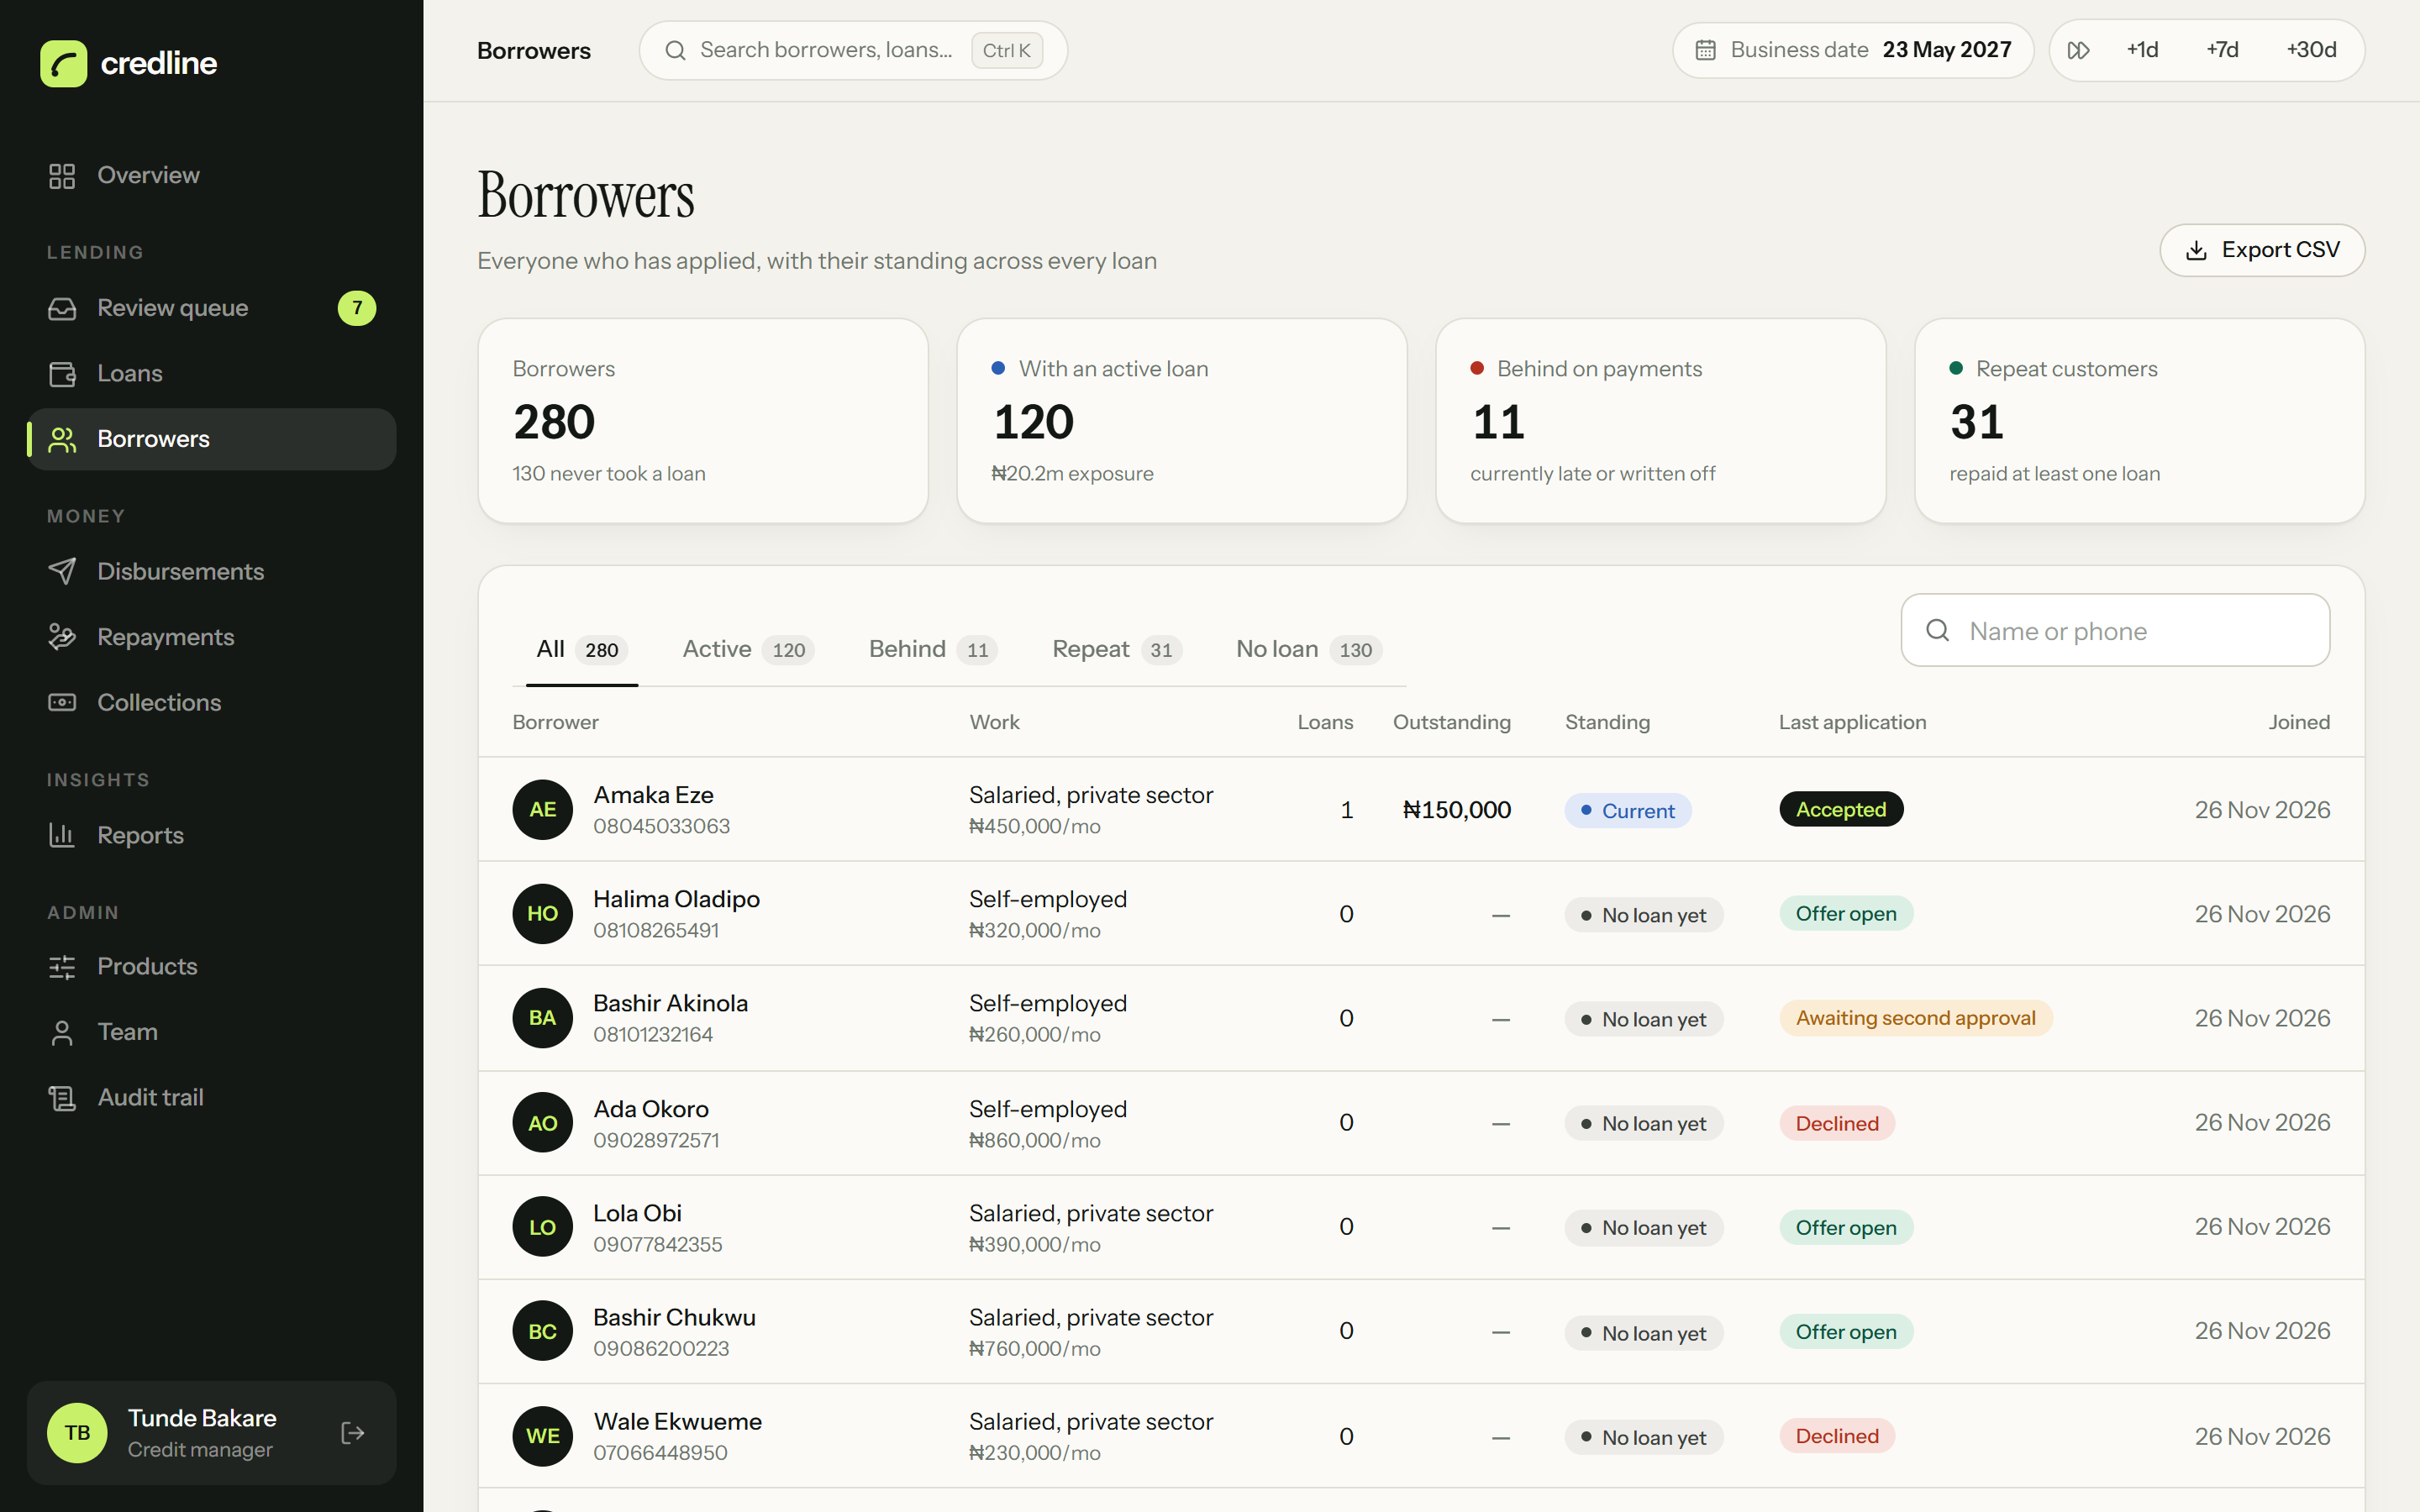 credline
Overview
LENDING
Review queue 7
Loans
Borrowers
MONEY
Disbursements
Repayments
Collections
INSIGHTS
Reports
ADMIN
Products
Team
Audit trail
TB
Tunde Bakare
Credit manager
Borrowers
Search borrowers, loans... Ctrl K
Business date 23 May 2027
+1d +7d +30d
Borrowers
Everyone who has applied, with their standing across every loan
Export CSV
Borrowers
280
130 never took a loan
With an active loan
120
₦20.2m exposure
Behind on payments
11
currently late or written off
Repeat customers
31
repaid at least one loan
All 280 Active 120 Behind 11 Repeat 31 No loan 130
Name or phone
Borrower Work Loans Outstanding Standing Last application Joined
AE Amaka Eze Salaried, private sector 1 ₦150,000 Current Accepted 26 Nov 2026
08045033063 ₦450,000/mo
HO Halima Oladipo Self-employed 0 — No loan yet Offer open 26 Nov 2026
08108265491 ₦320,000/mo
BA Bashir Akinola Self-employed 0 — No loan yet Awaiting second approval 26 Nov 2026
08101232164 ₦260,000/mo
AO Ada Okoro Self-employed 0 — No loan yet Declined 26 Nov 2026
09028972571 ₦860,000/mo
LO Lola Obi Salaried, private sector 0 — No loan yet Offer open 26 Nov 2026
09077842355 ₦390,000/mo
BC Bashir Chukwu Salaried, private sector 0 — No loan yet Offer open 26 Nov 2026
09086200223 ₦760,000/mo
WE Wale Ekwueme Salaried, private sector 0 — No loan yet Declined 26 Nov 2026
07066448950 ₦230,000/mo